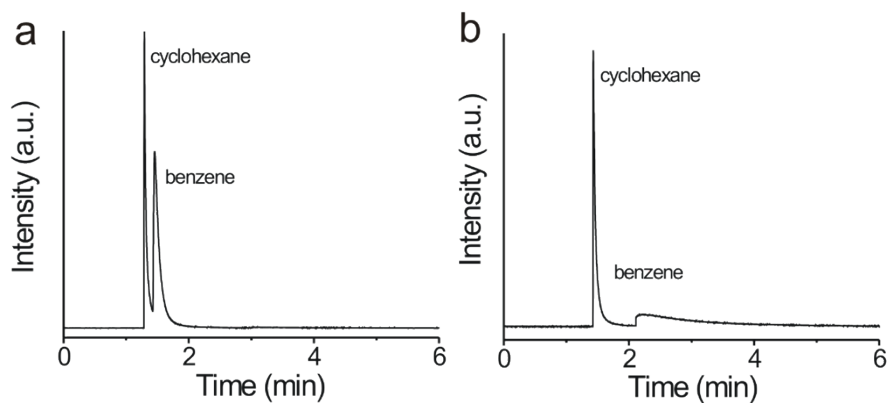 a
cyclohexane
benzene
Intensity (a.u.)
0 2 4 6
Time (min)
b
cyclohexane
benzene
Intensity (a.u.)
0 2 4 6
Time (min)